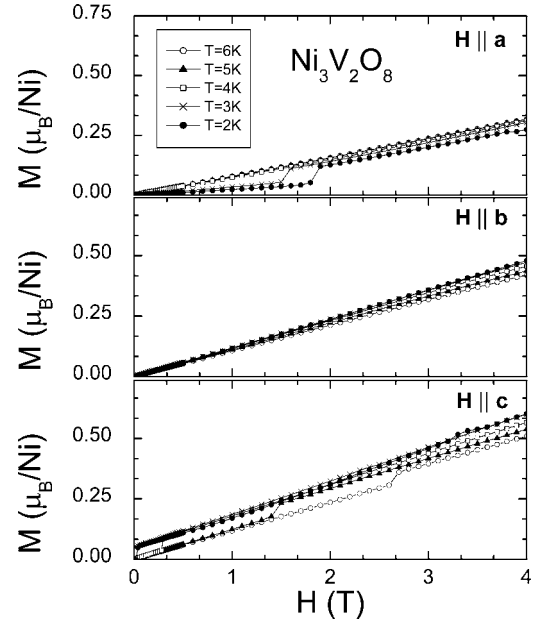 H || a
T=6K
T=5K
T=4K
T=3K
T=2K
Ni₃V₂O₈
0.75
0.50
0.25
0.00
M (μB/Ni)
H || b
0.50
0.25
0.00
M (μB/Ni)
H || c
0.50
0.25
0.00
M (μB/Ni)
0 1 2 3 4
H (T)